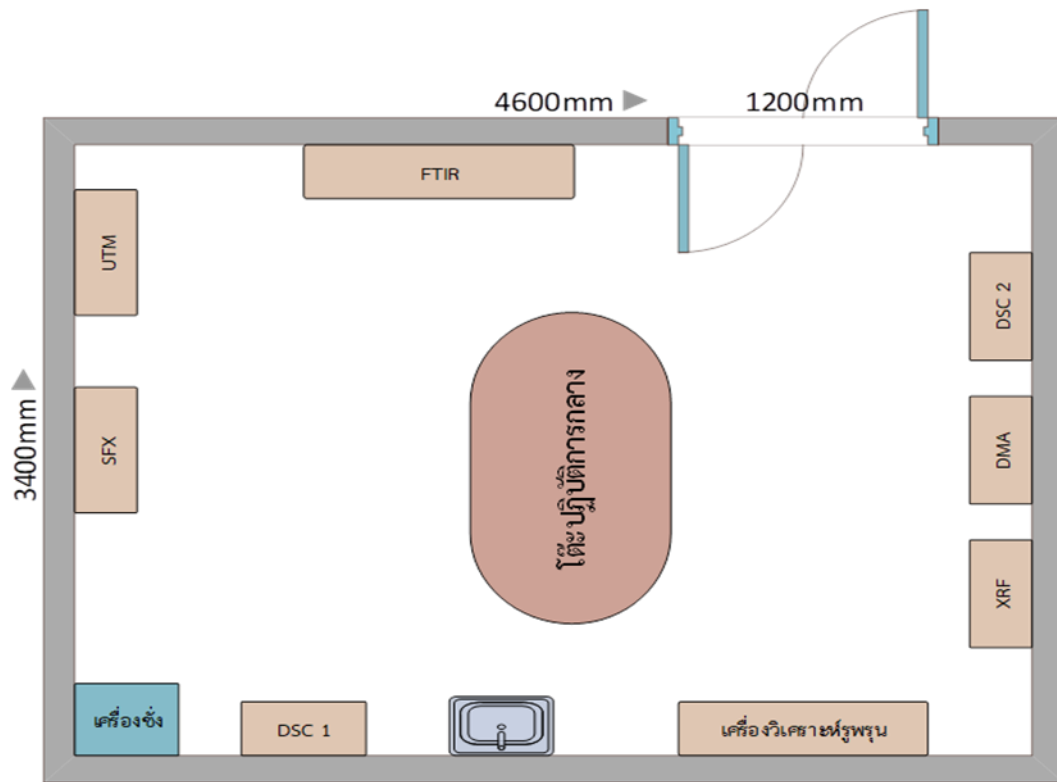 4600mm
1200mm
FTIR
UTM
DSC 2
3400mm
SFX
โต๊ะปฏิบัติการกลาง
DMA
XRF
เครื่องชั่ง
DSC 1
เครื่องวิเคราะห์รูพรุน